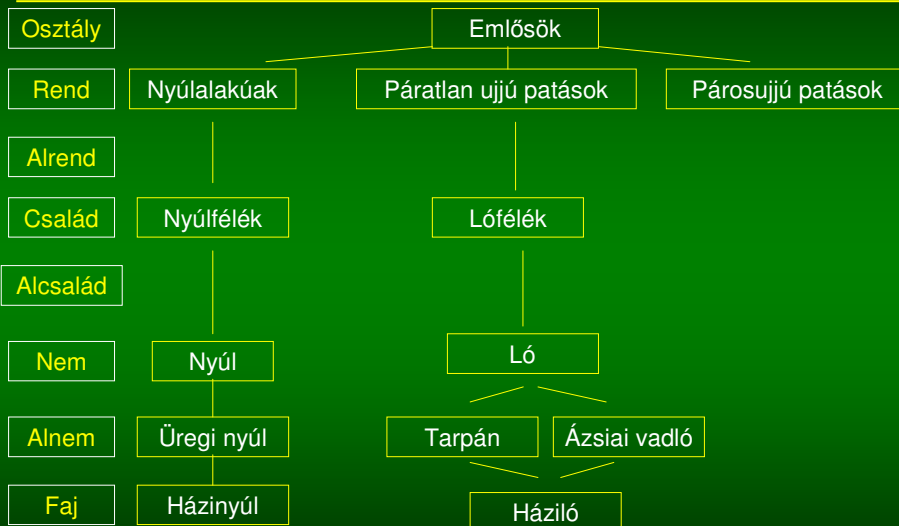 Osztály Emlősök
Rend Nyúlalakúak Páratlan ujjú patások Párosujjú patások
Alrend
Család Nyúlfélék Lófélék
Alcsalád
Nem Nyúl Ló
Alnem Üregi nyúl Tarpán Ázsiai vadló
Faj Házinyúl Háziló